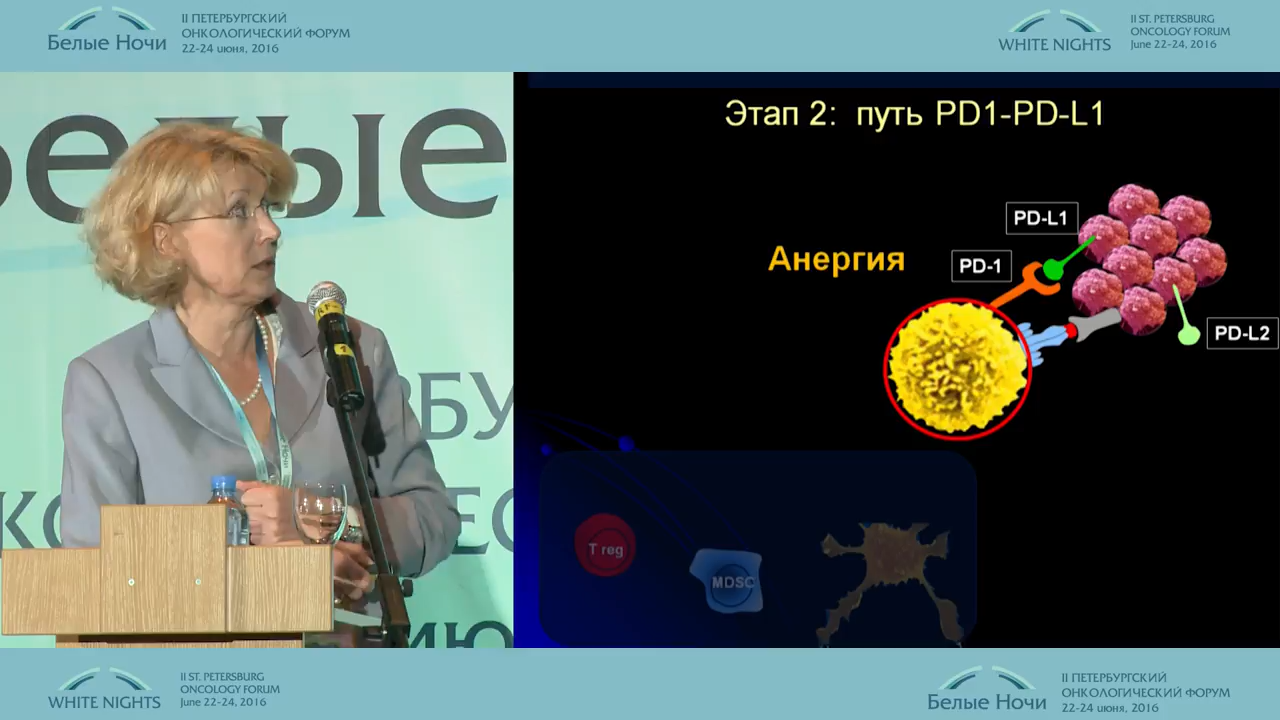 Белые Ночи
II ПЕТЕРБУРГСКИЙ
ОНКОЛОГИЧЕСКИЙ ФОРУМ
22-24 июня, 2016
WHITE NIGHTS
II ST. PETERSBURG
ONCOLOGY FORUM
June 22-24, 2016
Этап 2: путь PD1-PD-L1
PD-L1
Анергия
PD-1
PD-L2
T reg
MDSC
WHITE NIGHTS
II ST. PETERSBURG
ONCOLOGY FORUM
June 22-24, 2016
Белые Ночи
II ПЕТЕРБУРГСКИЙ
ОНКОЛОГИЧЕСКИЙ ФОРУМ
22-24 июня, 2016